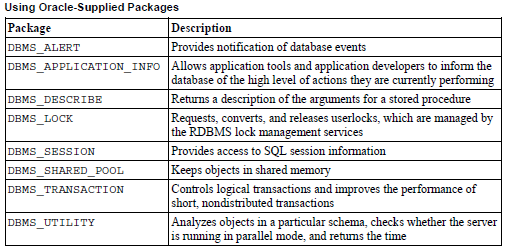 Using Oracle-Supplied Packages
Package Description
DBMS_ALERT Provides notification of database events
DBMS_APPLICATION_INFO Allows application tools and application developers to inform the
database of the high level of actions they are currently performing
DBMS_DESCRIBE Returns a description of the arguments for a stored procedure
DBMS_LOCK Requests, converts, and releases userlocks, which are managed by
the RDBMS lock management services
DBMS_SESSION Provides access to SQL session information
DBMS_SHARED_POOL Keeps objects in shared memory
DBMS_TRANSACTION Controls logical transactions and improves the performance of
short, nondistributed transactions
DBMS_UTILITY Analyzes objects in a particular schema, checks whether the server
is running in parallel mode, and returns the time